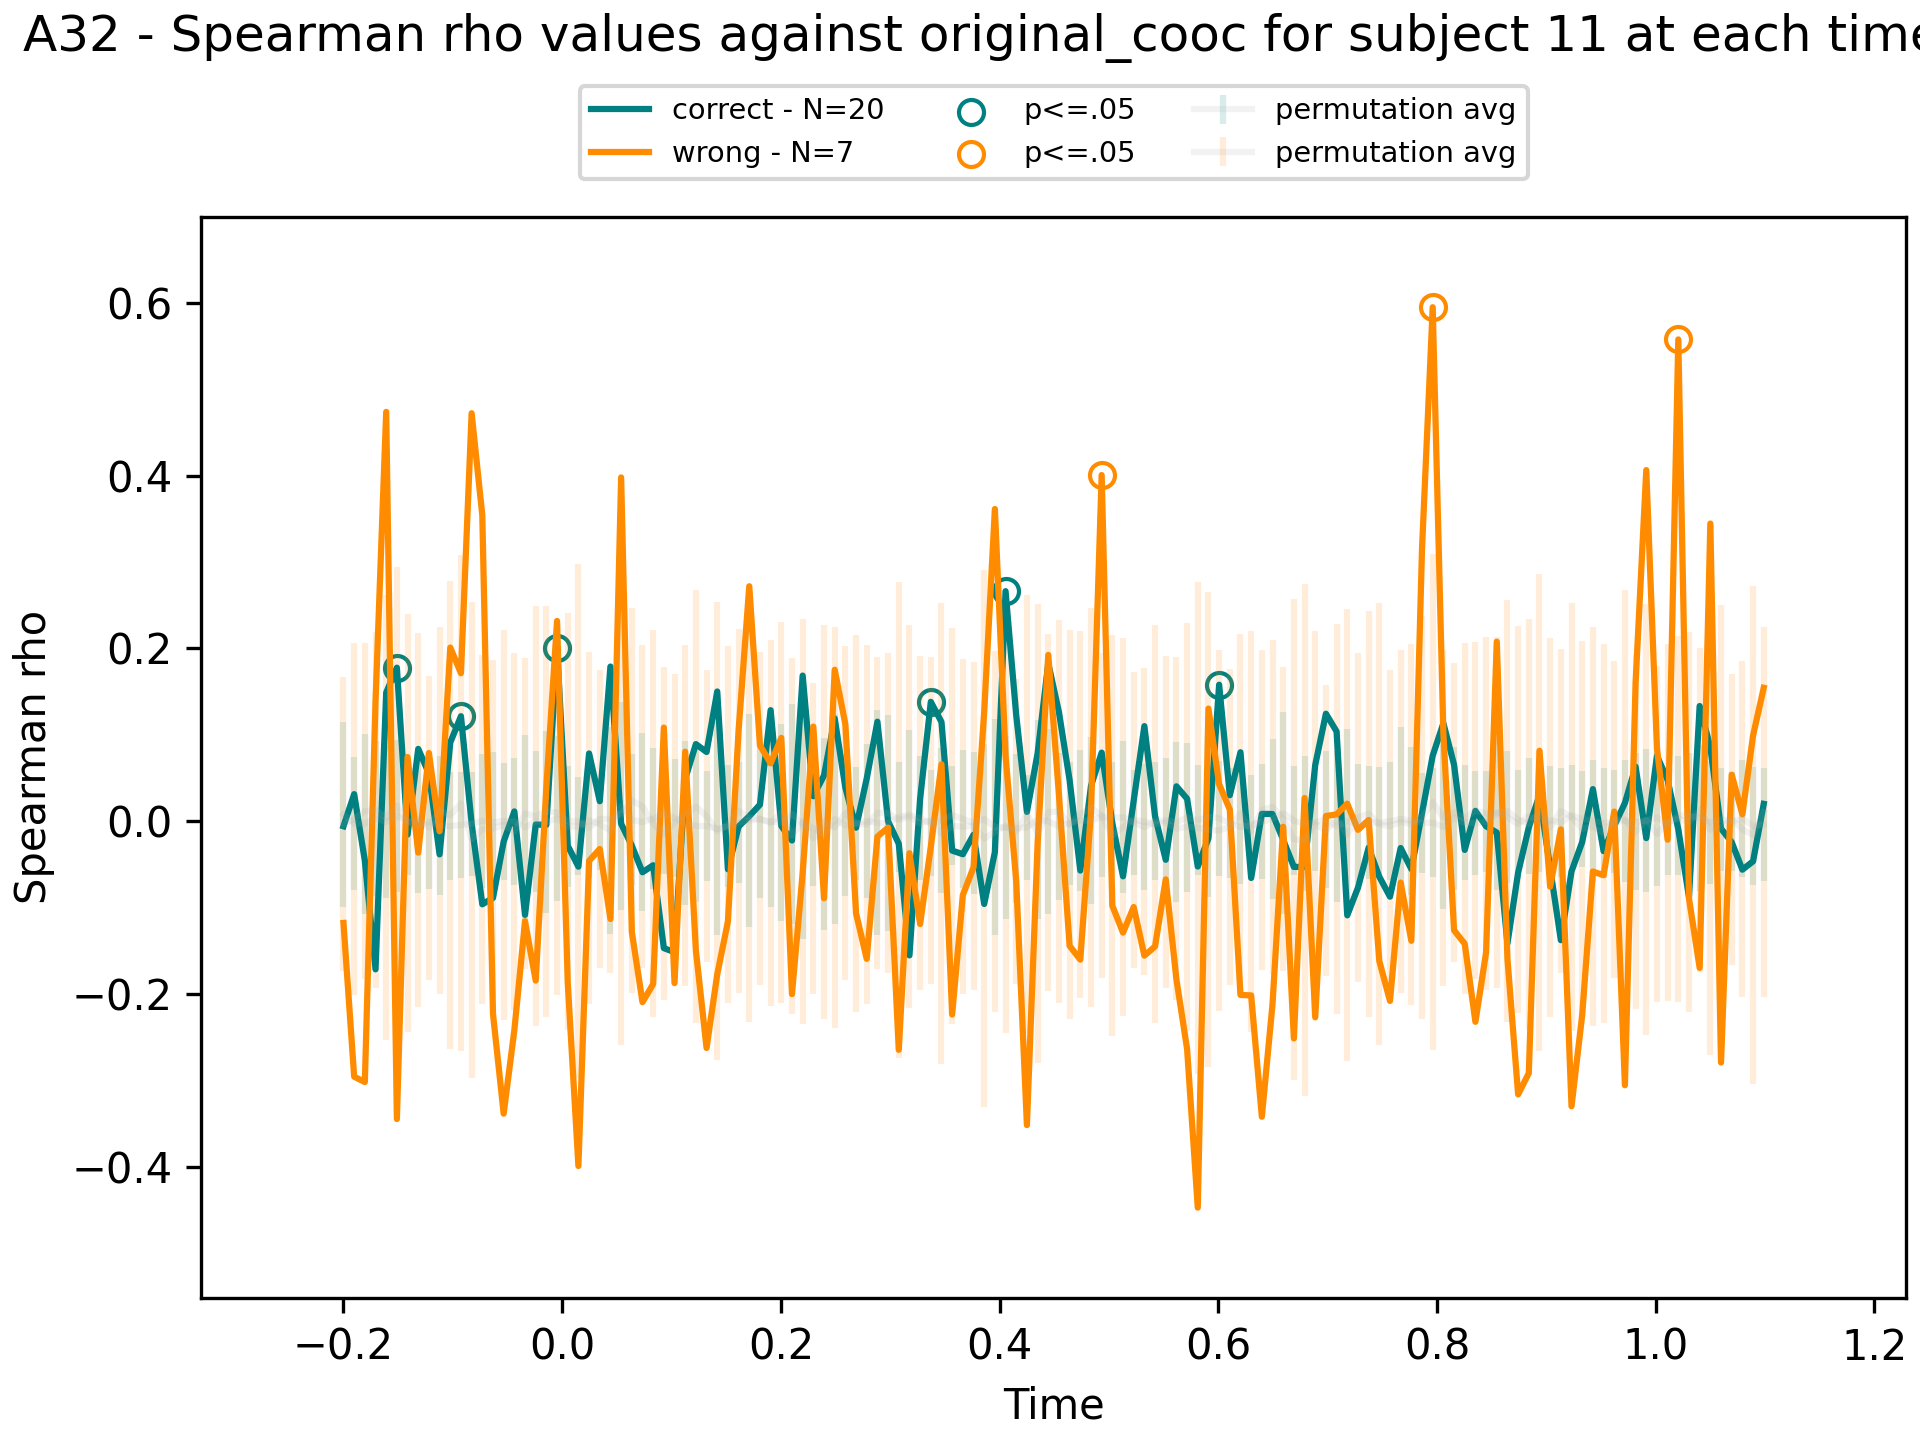 A32 - Spearman rho values against original_cooc for subject 11 at each time
correct - N=20
wrong - N=7
p<=.05
p<=.05
permutation avg
permutation avg
Spearman rho
0.6
0.4
0.2
0.0
−0.2
−0.4
−0.2
0.0
0.2
0.4
0.6
0.8
1.0
1.2
Time